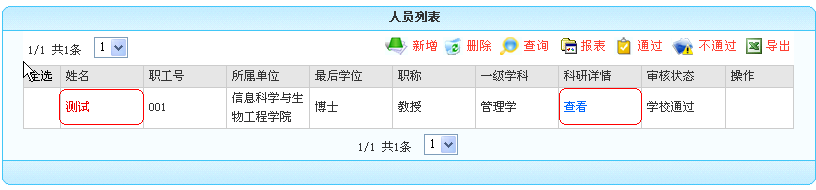 人员列表
1/1 共1条 1 新增 删除 查询 报表 通过 不通过 导出
全选 姓名 职工号 所属单位 最后学位 职称 一级学科 科研详情 审核状态 操作
测试 001 信息科学与生 博士 教授 管理学 查看 学校通过
物工程学院
1/1 共1条 1